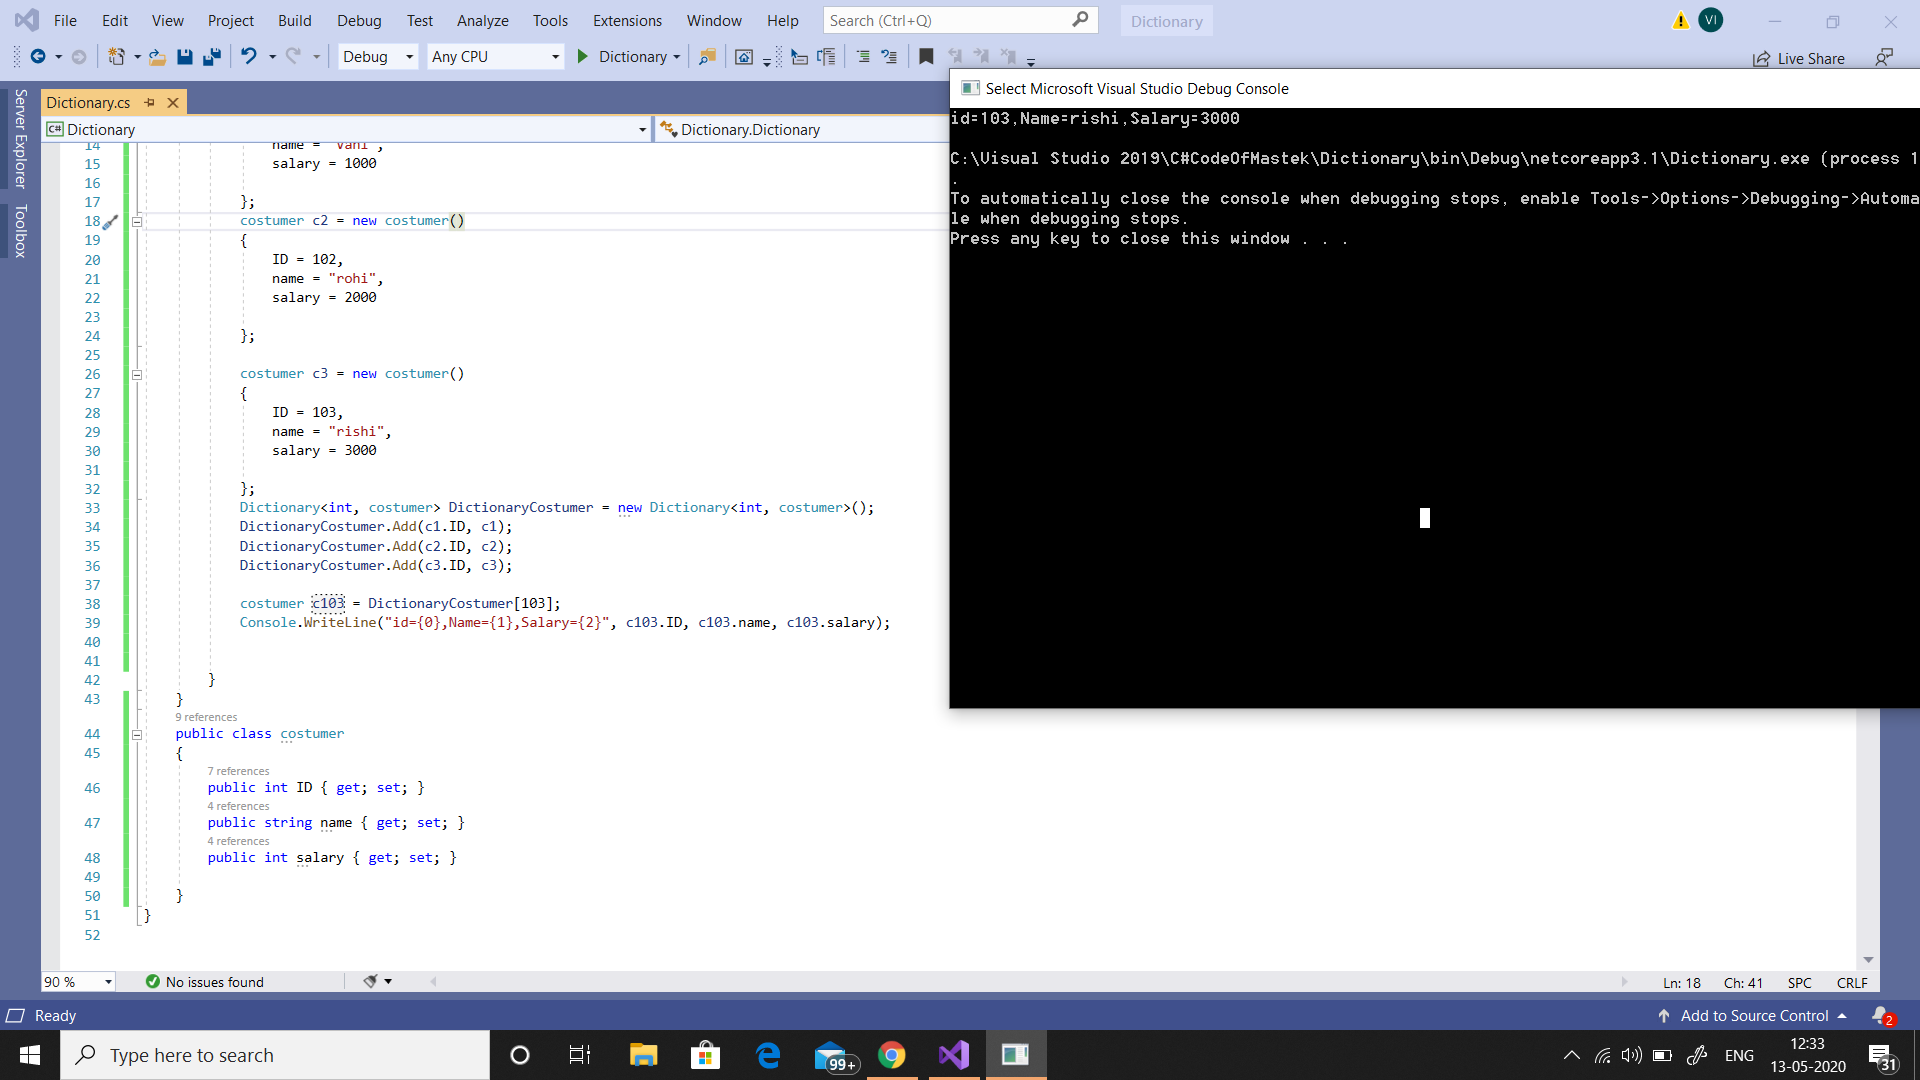 File Edit View Project Build Debug Test Analyze Tools Extensions Window Help Search (Ctrl+Q) Dictionary VI
Debug Any CPU Dictionary Live Share
Server Explorer
Toolbox
Dictionary.cs
C# Dictionary Dictionary.Dictionary
14 name = "vani",
15 salary = 1000
16
17 };
18 costumer c2 = new costumer()
19 {
20 ID = 102,
21 name = "rohi",
22 salary = 2000
23
24 };
25
26 costumer c3 = new costumer()
27 {
28 ID = 103,
29 name = "rishi",
30 salary = 3000
31
32 };
33 Dictionary<int, costumer> DictionaryCostumer = new Dictionary<int, costumer>();
34 DictionaryCostumer.Add(c1.ID, c1);
35 DictionaryCostumer.Add(c2.ID, c2);
36 DictionaryCostumer.Add(c3.ID, c3);
37
38 costumer c103 = DictionaryCostumer[103];
39 Console.WriteLine("id={0},Name={1},Salary={2}", c103.ID, c103.name, c103.salary);
40
41
42 }
43 }
9 references
44 public class costumer
45 {
7 references
46 public int ID { get; set; }
4 references
47 public string name { get; set; }
4 references
48 public int salary { get; set; }
49
50 }
51 }
52
Select Microsoft Visual Studio Debug Console
id=103,Name=rishi,Salary=3000
C:\Visual Studio 2019\C#CodeOfMastek\Dictionary\bin\Debug\netcoreapp3.1\Dictionary.exe (process 1
.
To automatically close the console when debugging stops, enable Tools->Options->Debugging->Automa
le when debugging stops.
Press any key to close this window . . .
90 % No issues found Ln: 18 Ch: 41 SPC CRLF
Ready Add to Source Control 2
Type here to search 99+ ENG 12:33
13-05-2020 31